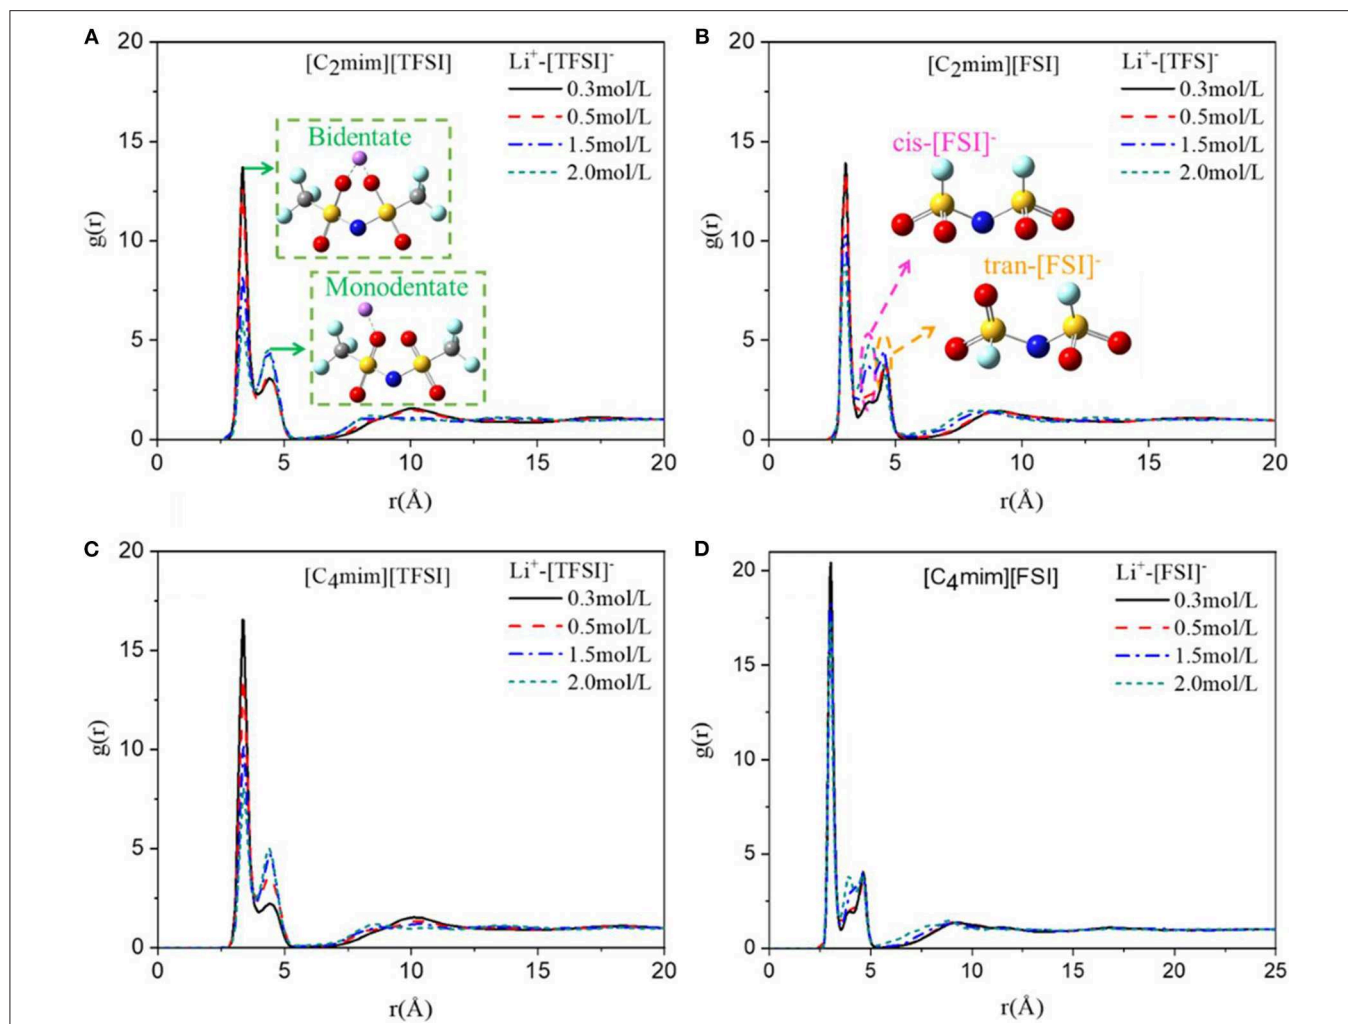 A
20
15
10
5
0
g(r)
[C2mim][TFSI]
Li+-[TFSI]-
0.3mol/L
0.5mol/L
1.5mol/L
2.0mol/L
Bidentate
Monodentate
0 5 10 15 20
r(Å)
B
20
15
10
5
0
g(r)
[C2mim][FSI]
Li+-[TFS]-
0.3mol/L
0.5mol/L
1.5mol/L
2.0mol/L
cis-[FSI]-
tran-[FSI]-
0 5 10 15 20
r(Å)
C
20
15
10
5
0
g(r)
[C4mim][TFSI]
Li+-[TFSI]-
0.3mol/L
0.5mol/L
1.5mol/L
2.0mol/L
0 5 10 15 20
r(Å)
D
20
15
10
5
0
g(r)
[C4mim][FSI]
Li+-[FSI]-
0.3mol/L
0.5mol/L
1.5mol/L
2.0mol/L
0 5 10 15 20 25
r(Å)